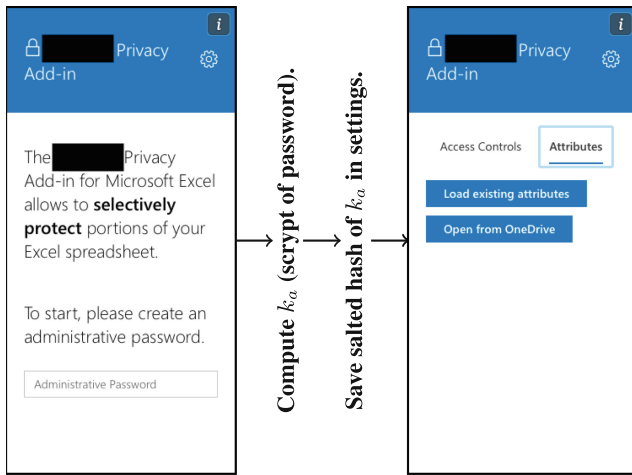 i
Privacy
Add-in
The Privacy
Add-in for Microsoft Excel
allows to selectively
protect portions of your
Excel spreadsheet.
To start, please create an
administrative password.
Administrative Password
Compute kₐ (scrypt of password).
Save salted hash of kₐ in settings.
i
Privacy
Add-in
Access Controls Attributes
Load existing attributes
Open from OneDrive